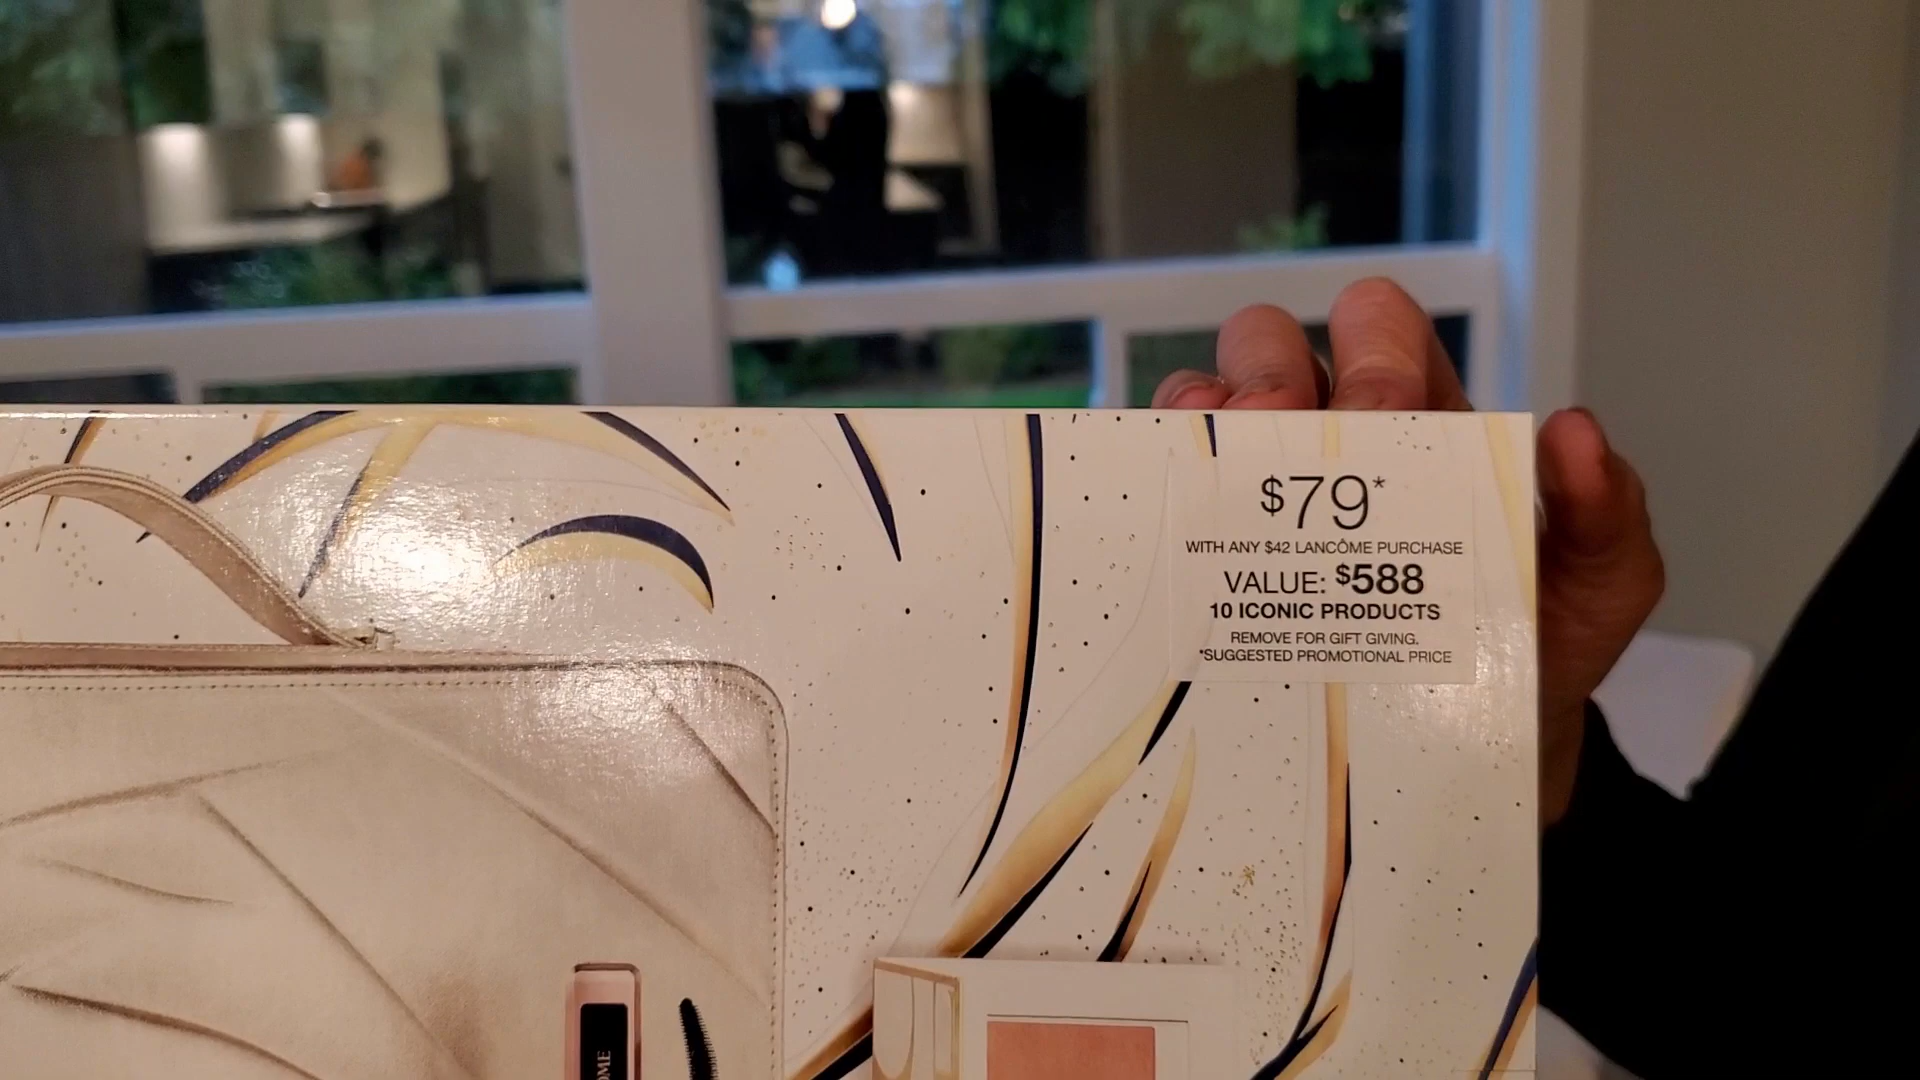 $79*
WITH ANY $42 LANCÔME PURCHASE
VALUE: $588
10 ICONIC PRODUCTS
REMOVE FOR GIFT GIVING.
*SUGGESTED PROMOTIONAL PRICE